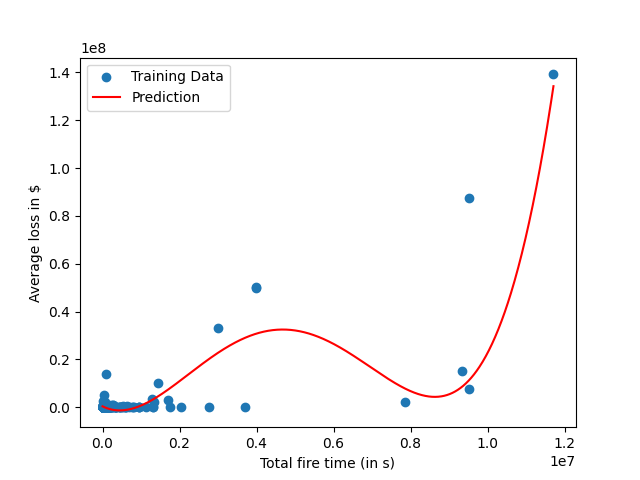 1e8
Training Data
Prediction
1.4
1.2
1.0
0.8
0.6
0.4
0.2
0.0
Average loss in $
0.0 0.2 0.4 0.6 0.8 1.0 1.2
1e7
Total fire time (in s)